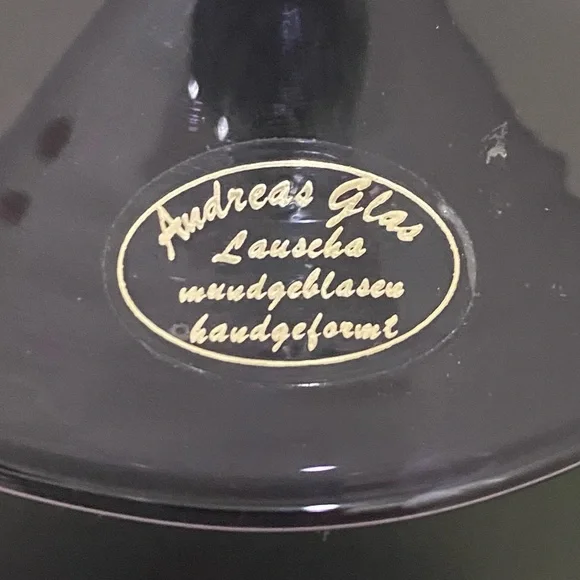 Andreas Glas
Lauscha
mundgeblasen
handgeformt